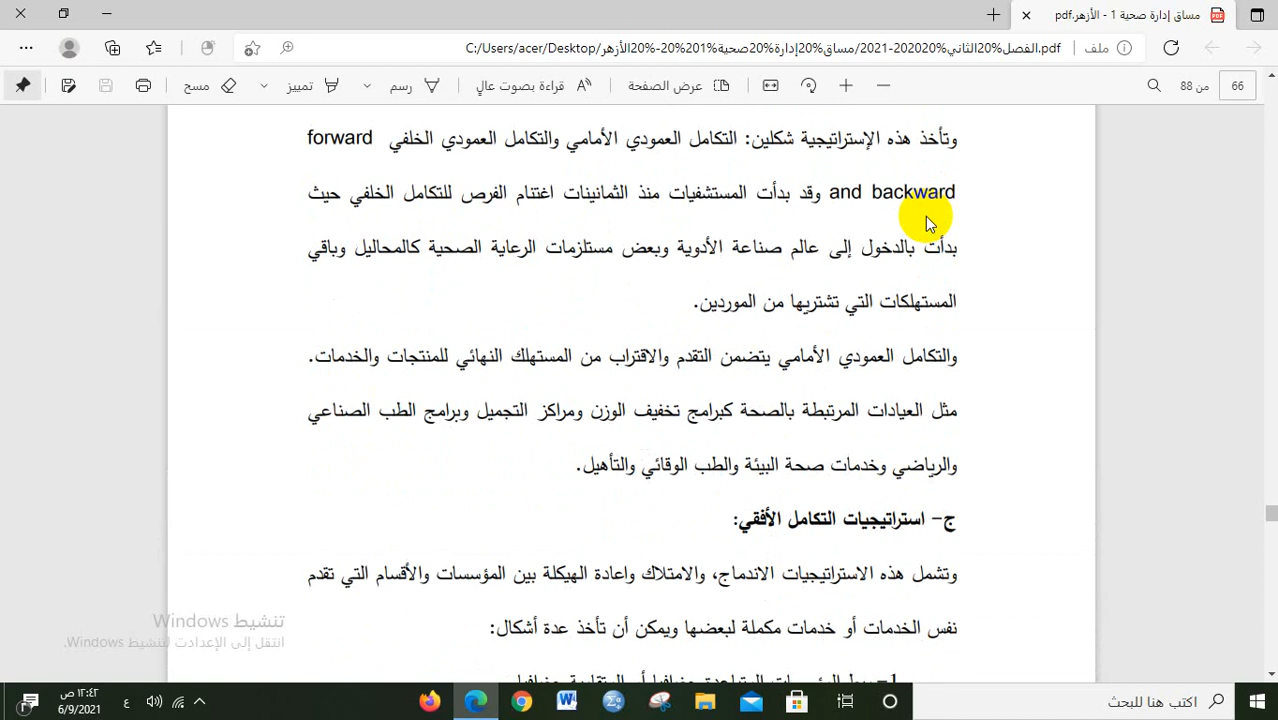 مساق إدارة صحية 1 - الأزهر.pdf
ملف
C:/Users/acer/Desktop/الفصل%20الثاني%202020-2021/مساق%20إدارة%20صحية%201%20-%20الأزهر.pdf
66
من 88
عرض الصفحة
قراءة بصوت عالٍ
رسم
تمييز
مسح
وتأخذ هذه الإستراتيجية شكلين: التكامل العمودي الأمامي والتكامل العمودي الخلفي forward
and backward وقد بدأت المستشفيات منذ الثمانينات اغتنام الفرص للتكامل الخلفي حيث
بدأت بالدخول إلى عالم صناعة الأدوية وبعض مستلزمات الرعاية الصحية كالمحاليل وباقي
المستهلكات التي تشتريها من الموردين.
والتكامل العمودي الأمامي يتضمن التقدم والاقتراب من المستهلك النهائي للمنتجات والخدمات.
مثل العيادات المرتبطة بالصحة كبرامج تخفيف الوزن ومراكز التجميل وبرامج الطب الصناعي
والرياضي وخدمات صحة البيئة والطب الوقائي والتأهيل.
ج- استراتيجيات التكامل الأفقي:
وتشمل هذه الاستراتيجيات الاندماج، والامتلاك واعادة الهيكلة بين المؤسسات والأقسام التي تقدم
نفس الخدمات أو خدمات مكملة لبعضها ويمكن أن تأخذ عدة أشكال:
تنشيط Windows
انتقل إلى الإعدادات لتنشيط Windows.
اكتب هنا للبحث
ع
١٢:٤٢ ص
6/9/2021